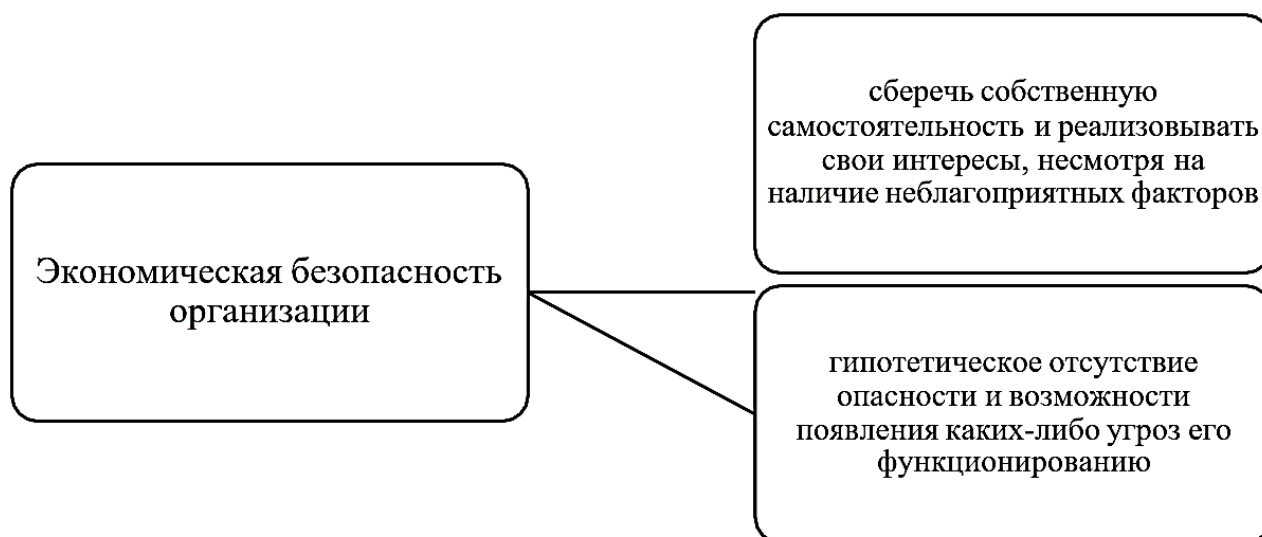 Экономическая безопасность
организации
сберечь собственную
самостоятельность и реализовывать
свои интересы, несмотря на
наличие неблагоприятных факторов
гипотетическое отсутствие
опасности и возможности
появления каких-либо угроз его
функционированию